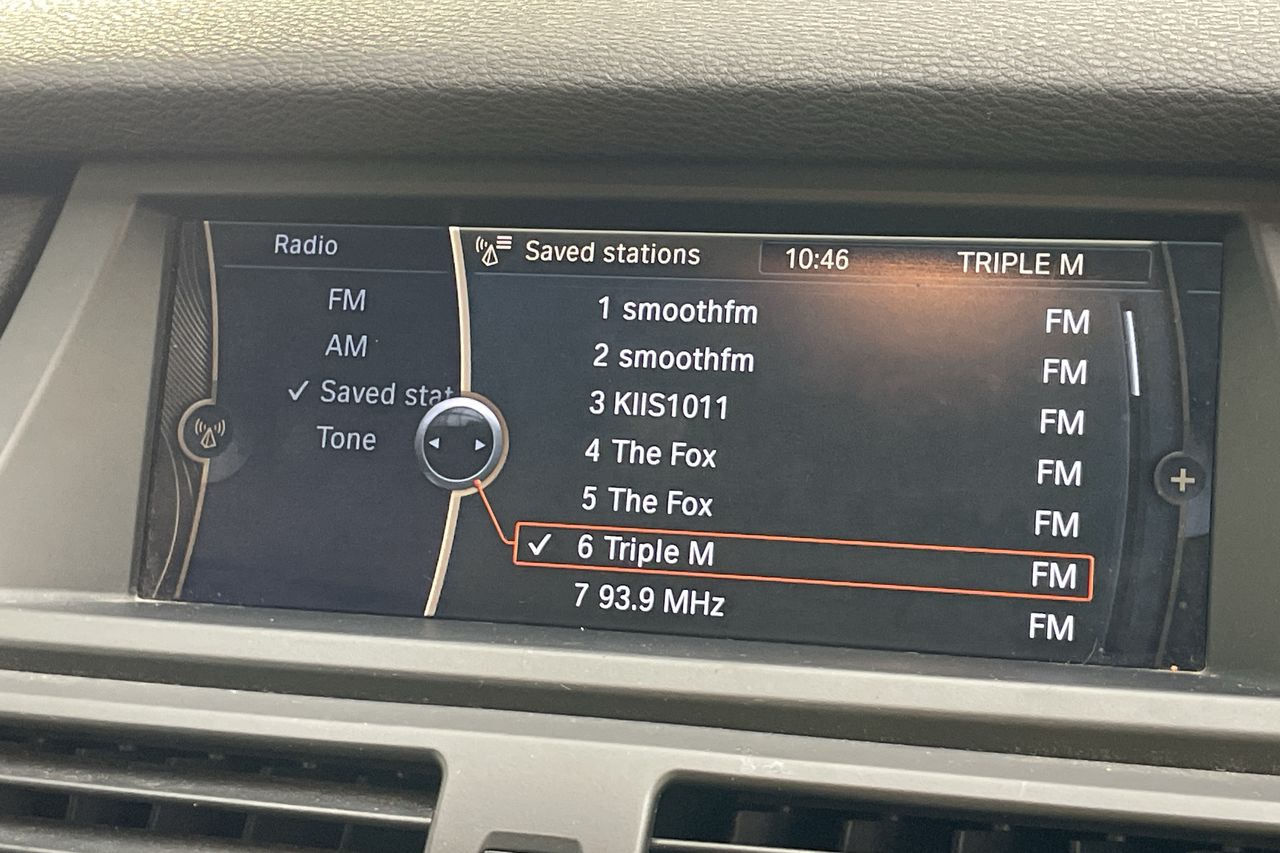 Radio
FM
AM
✓ Saved stat
Tone
Saved stations 10:46 TRIPLE M
1 smoothfm FM
2 smoothfm FM
3 KIIS1011 FM
4 The Fox FM
5 The Fox FM
✓ 6 Triple M FM
7 93.9 MHz FM